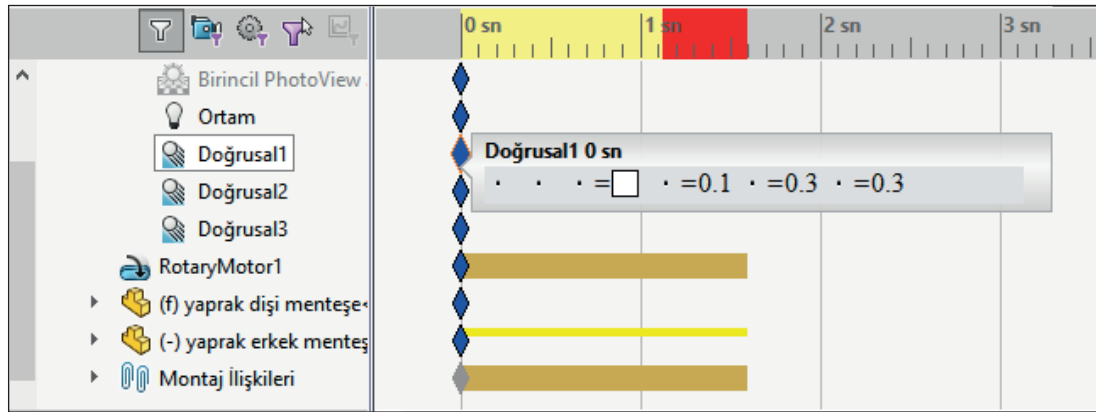 0 sn 1 sn 2 sn 3 sn
Birincil PhotoView
Ortam
Doğrusal1
Doğrusal1 0 sn
· · · = · =0.1 · =0.3 · =0.3
Doğrusal2
Doğrusal3
RotaryMotor1
(f) yaprak dişi menteşe<
(-) yaprak erkek menteş
Montaj İlişkileri